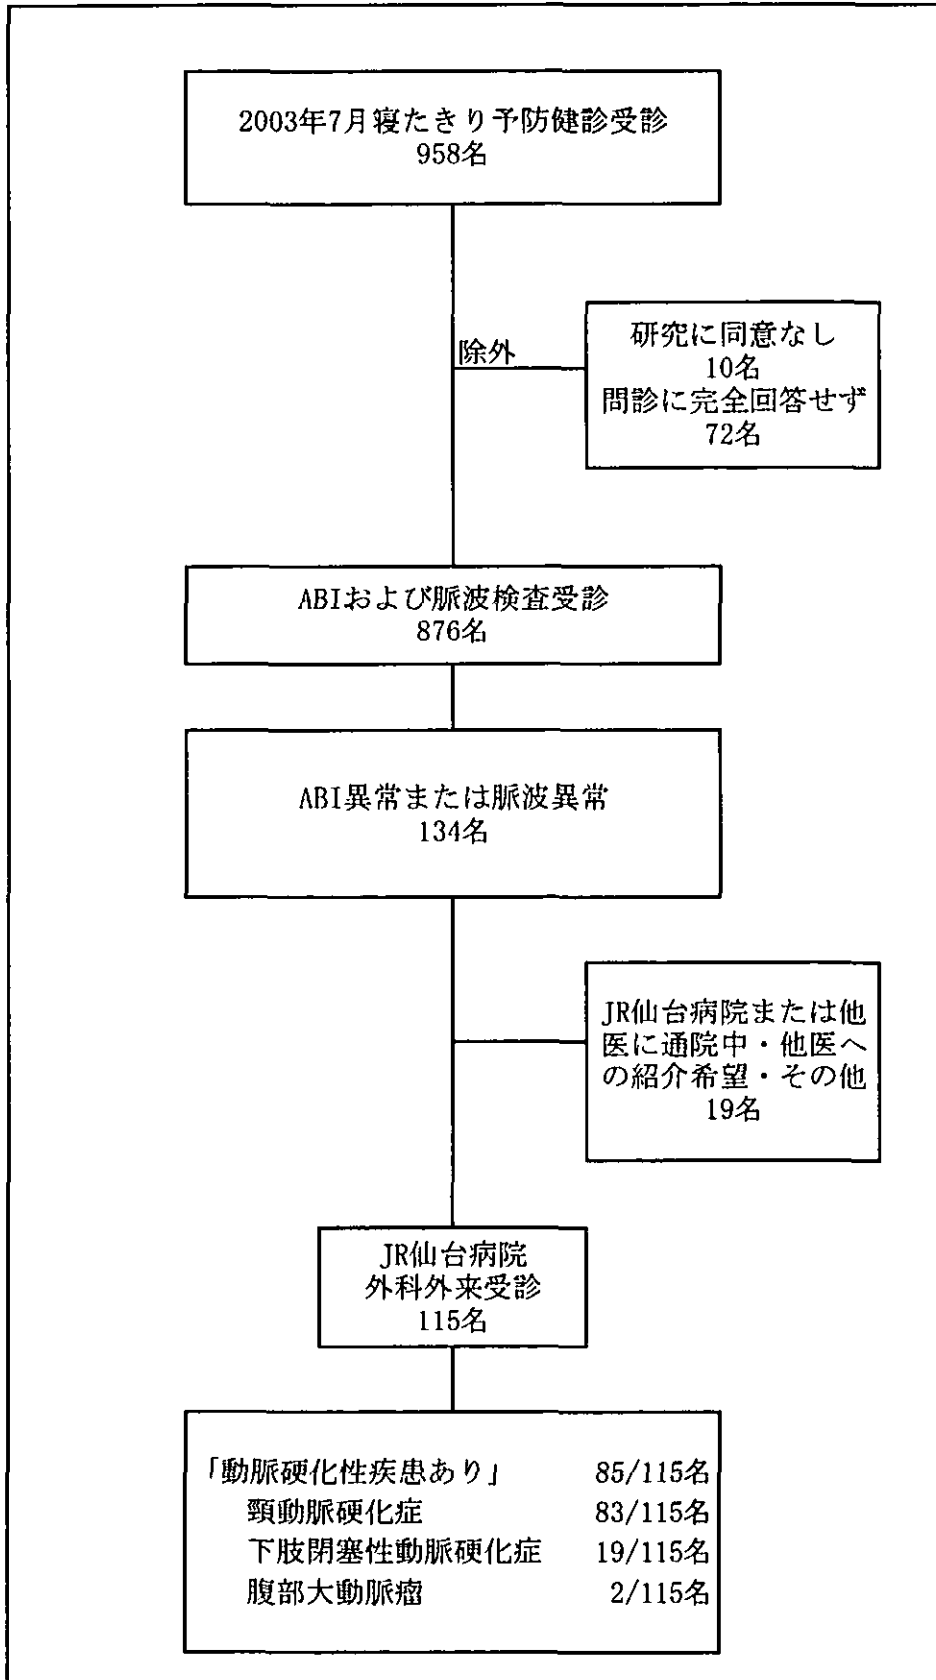 2003年7月寝たきり予防健診受診
958名
除外
研究に同意なし
10名
問診に完全回答せず
72名
ABIおよび脈波検査受診
876名
ABI異常または脈波異常
134名
JR仙台病院または他
医に通院中・他医へ
の紹介希望・その他
19名
JR仙台病院
外科外来受診
115名
「動脈硬化性疾患あり」 85/115名
頸動脈硬化症 83/115名
下肢閉塞性動脈硬化症 19/115名
腹部大動脈瘤 2/115名